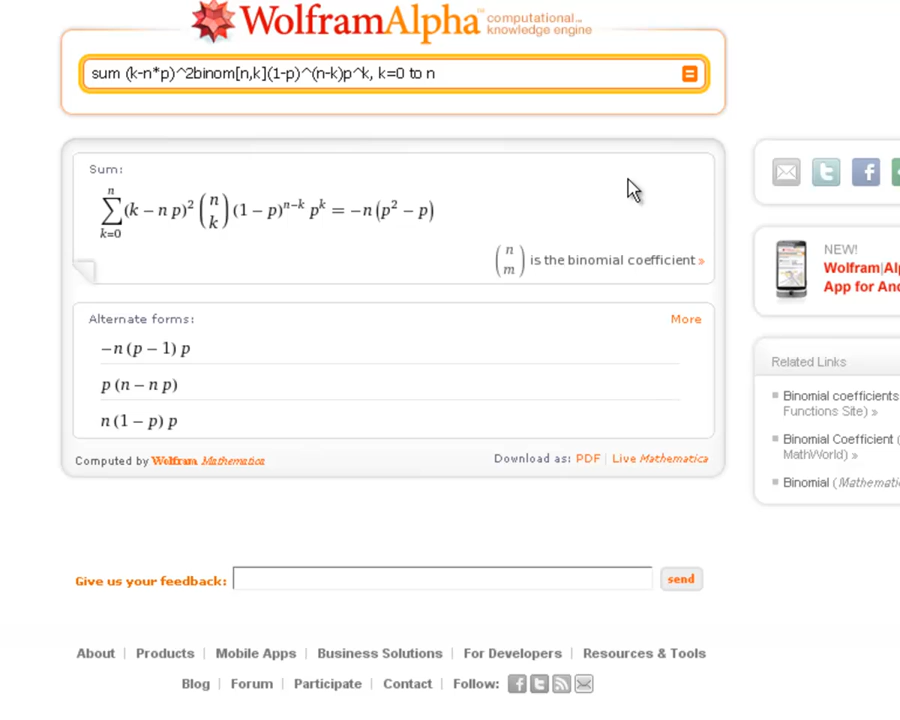 WolframAlpha™ computational... knowledge engine
sum (k-n*p)^2binom[n,k](1-p)^(n-k)p^k, k=0 to n
Sum:
n
∑ (k − n p)² (n k) (1 − p)ⁿ⁻ᵏ pᵏ = −n (p² − p)
k=0
(n m) is the binomial coefficient »
Alternate forms:
More
−n (p − 1) p
p (n − n p)
n (1 − p) p
Computed by Wolfram Mathematica
Download as: PDF | Live Mathematica
NEW!
Wolfram|Alp
App for And
Related Links
Binomial coefficients
Functions Site) »
Binomial Coefficient (
MathWorld) »
Binomial (Mathemati
Give us your feedback:
send
About | Products | Mobile Apps | Business Solutions | For Developers | Resources & Tools
Blog | Forum | Participate | Contact | Follow: